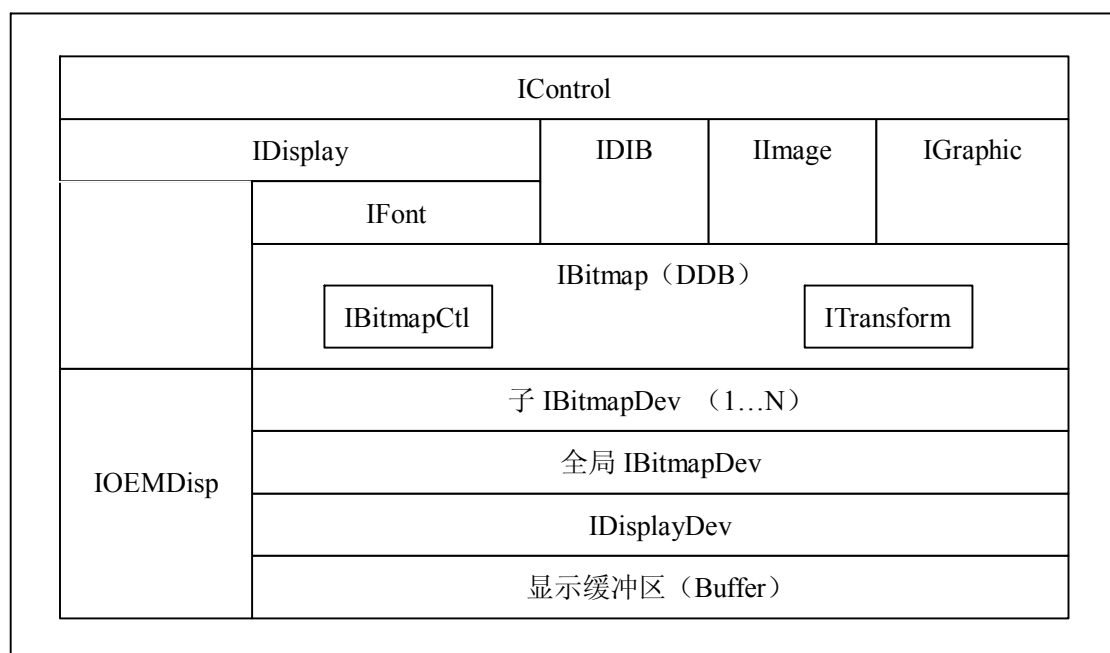 IControl
IDisplay
IDIB
IImage
IGraphic
IFont
IBitmap（DDB）
IBitmapCtl
ITransform
IOEMDisp
子 IBitmapDev （1…N）
全局 IBitmapDev
IDisplayDev
显示缓冲区（Buffer）